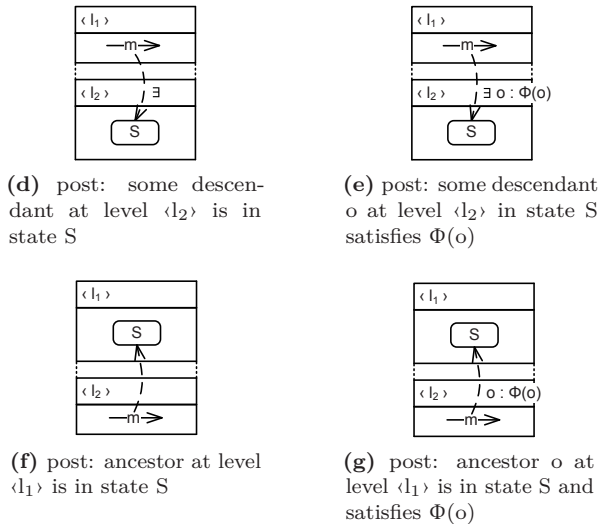 ‹ l₁ ›
m
‹ l₂ ›
∃
S
(d) post: some descen-
dant at level ‹l₂› is in
state S
‹ l₁ ›
m
‹ l₂ ›
∃ o : Φ(o)
S
(e) post: some descendant
o at level ‹l₂› in state S
satisfies Φ(o)
‹ l₁ ›
S
‹ l₂ ›
m
(f) post: ancestor at level
‹l₁› is in state S
‹ l₁ ›
S
‹ l₂ ›
o : Φ(o)
m
(g) post: ancestor o at
level ‹l₁› is in state S and
satisfies Φ(o)